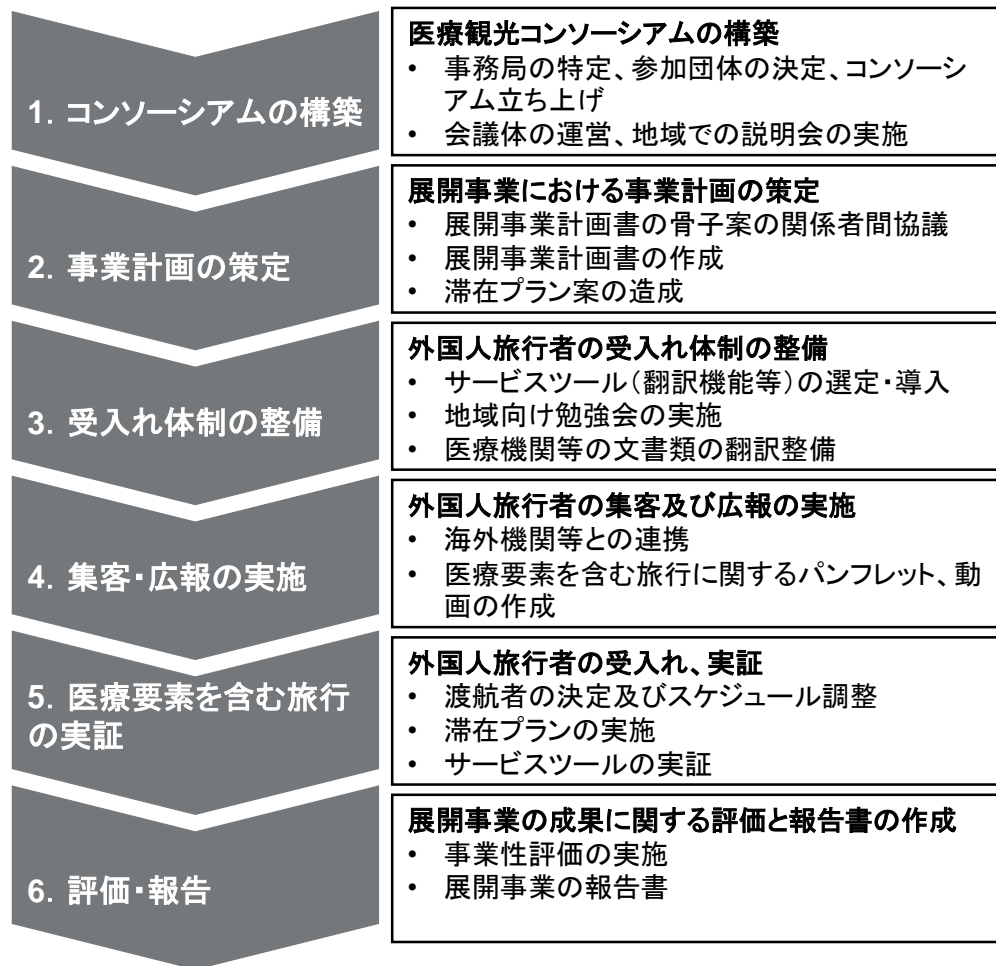 1. コンソーシアムの構築
医療観光コンソーシアムの構築
• 事務局の特定、参加団体の決定、コンソーシ
アム立ち上げ
• 会議体の運営、地域での説明会の実施
2. 事業計画の策定
展開事業における事業計画の策定
• 展開事業計画書の骨子案の関係者間協議
• 展開事業計画書の作成
• 滞在プラン案の造成
3. 受入れ体制の整備
外国人旅行者の受入れ体制の整備
• サービスツール(翻訳機能等)の選定・導入
• 地域向け勉強会の実施
• 医療機関等の文書類の翻訳整備
4. 集客・広報の実施
外国人旅行者の集客及び広報の実施
• 海外機関等との連携
• 医療要素を含む旅行に関するパンフレット、動
画の作成
5. 医療要素を含む旅行
の実証
外国人旅行者の受入れ、実証
• 渡航者の決定及びスケジュール調整
• 滞在プランの実施
• サービスツールの実証
6. 評価・報告
展開事業の成果に関する評価と報告書の作成
• 事業性評価の実施
• 展開事業の報告書